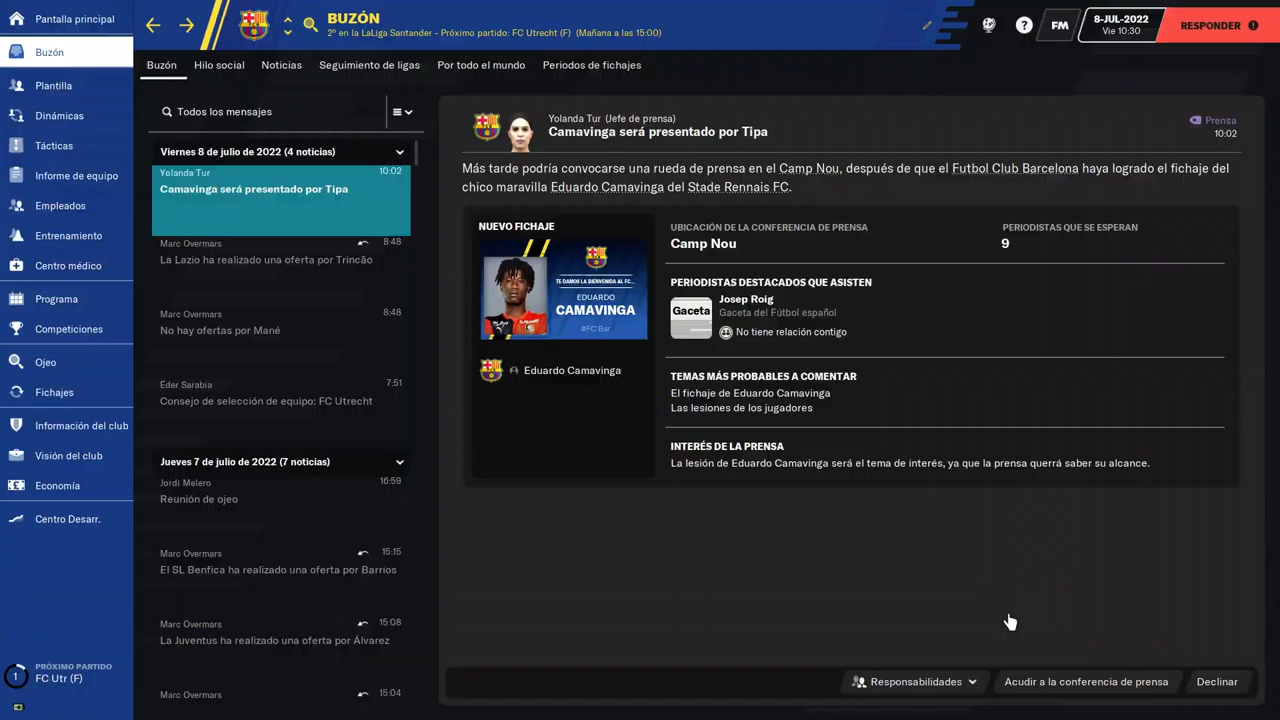 Pantalla principal
Buzón
Plantilla
Dinámicas
Tácticas
Informe de equipo
Empleados
Entrenamiento
Centro médico
Programa
Competiciones
Ojeo
Fichajes
Información del club
Visión del club
Economía
Centro Desarr.
1
PRÓXIMO PARTIDO
FC Utr (F)
BUZÓN
2º en la LaLiga Santander - Próximo partido: FC Utrecht (F) (Mañana a las 15:00)
?
FM
8-JUL-2022
Vie 10:30
RESPONDER
Buzón
Hilo social
Noticias
Seguimiento de ligas
Por todo el mundo
Periodos de fichajes
Todos los mensajes
Viernes 8 de julio de 2022 (4 noticias)
Yolanda Tur 10:02
Camavinga será presentado por Tipa
Marc Overmars 8:48
La Lazio ha realizado una oferta por Trincão
Marc Overmars 8:48
No hay ofertas por Mané
Éder Sarabia 7:51
Consejo de selección de equipo: FC Utrecht
Jueves 7 de julio de 2022 (7 noticias)
Jordi Melero 16:59
Reunión de ojeo
Marc Overmars 15:15
El SL Benfica ha realizado una oferta por Barrios
Marc Overmars 15:08
La Juventus ha realizado una oferta por Álvarez
Marc Overmars 15:04
Yolanda Tur (Jefe de prensa)
Camavinga será presentado por Tipa
Prensa
10:02
Más tarde podría convocarse una rueda de prensa en el Camp Nou, después de que el Futbol Club Barcelona haya logrado el fichaje del
chico maravilla Eduardo Camavinga del Stade Rennais FC.
NUEVO FICHAJE
TE DAMOS LA BIENVENIDA AL FC...
EDUARDO
CAMAVINGA
#FC Bar
Eduardo Camavinga
UBICACIÓN DE LA CONFERENCIA DE PRENSA
Camp Nou
PERIODISTAS QUE SE ESPERAN
9
PERIODISTAS DESTACADOS QUE ASISTEN
Gaceta
Josep Roig
Gaceta del Fútbol español
No tiene relación contigo
TEMAS MÁS PROBABLES A COMENTAR
El fichaje de Eduardo Camavinga
Las lesiones de los jugadores
INTERÉS DE LA PRENSA
La lesión de Eduardo Camavinga será el tema de interés, ya que la prensa querrá saber su alcance.
Responsabilidades
Acudir a la conferencia de prensa
Declinar